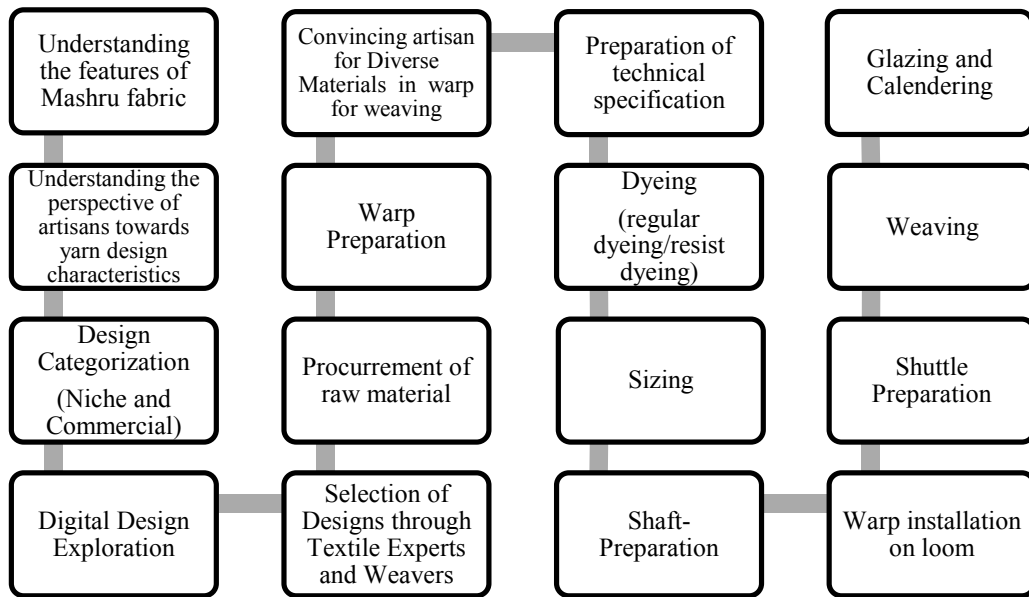 Understanding
the features of
Mashru fabric
Understanding the
perspective of
artisans towards
yarn design
characteristics
Design
Categorization
(Niche and
Commercial)
Digital Design
Exploration
Selection of
Designs through
Textile Experts
and Weavers
Procurrement of
raw material
Warp
Preparation
Convincing artisan
for Diverse
Materials in warp
for weaving
Preparation of
technical
specification
Dyeing
(regular
dyeing/resist
dyeing)
Sizing
Shaft-
Preparation
Warp installation
on loom
Shuttle
Preparation
Weaving
Glazing and
Calendering